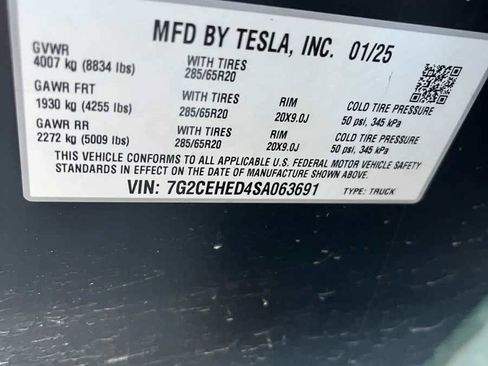 MFD BY TESLA, INC. 01/25
GVWR
4007 kg (8834 lbs) WITH TIRES 285/65R20
GAWR FRT
1930 kg (4255 lbs) WITH TIRES 285/65R20 RIM 20X9.0J COLD TIRE PRESSURE 50 psi, 345 kPa
GAWR RR
2272 kg (5009 lbs) WITH TIRES 285/65R20 RIM 20X9.0J COLD TIRE PRESSURE 50 psi, 345 kPa
THIS VEHICLE CONFORMS TO ALL APPLICABLE U.S. FEDERAL MOTOR VEHICLE SAFETY
STANDARDS IN EFFECT ON THE DATE OF MANUFACTURE SHOWN ABOVE.
VIN: 7G2CEHED4SA063691 TYPE: TRUCK